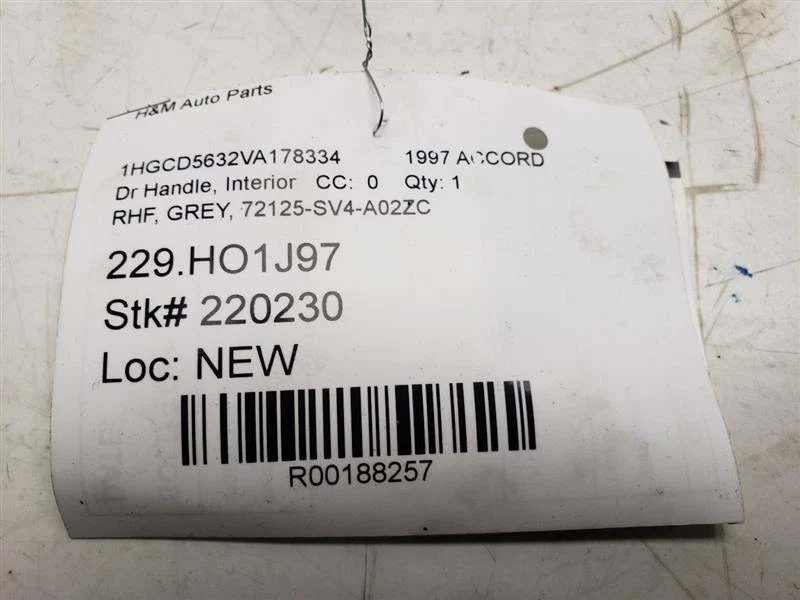 H&M Auto Parts
1HGCD5632VA178334 1997 ACCORD
Dr Handle, Interior CC: 0 Qty: 1
RHF, GREY, 72125-SV4-A02ZC
229.HO1J97
Stk# 220230
Loc: NEW
R00188257